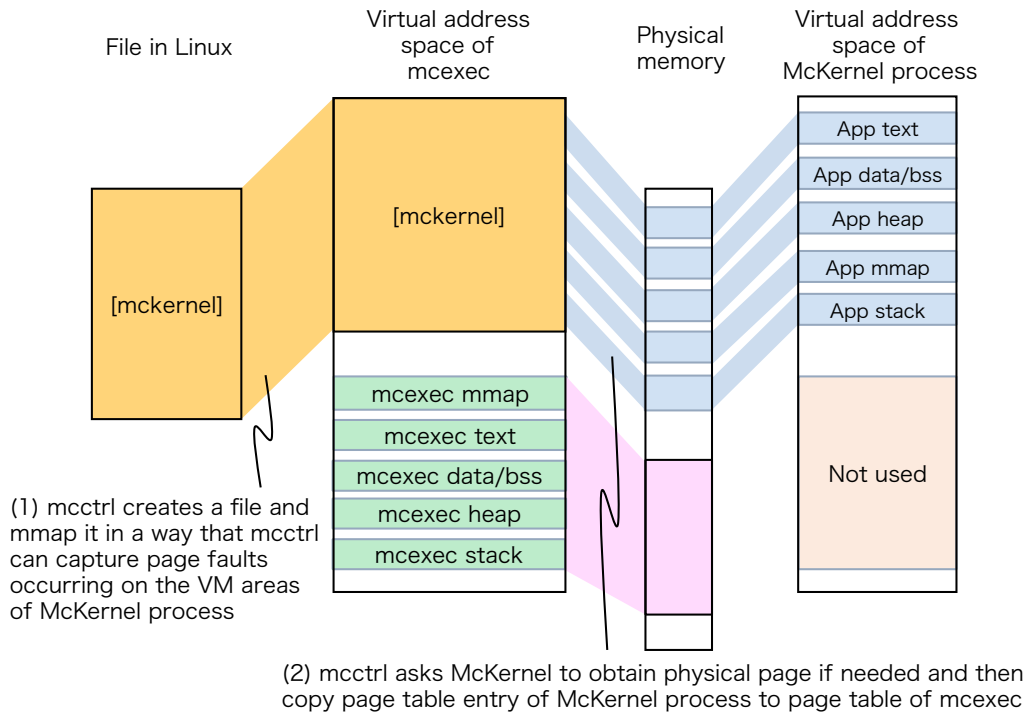 File in Linux
Virtual address
space of
mcexec
Physical
memory
Virtual address
space of
McKernel process
[mckernel]
[mckernel]
App text
App data/bss
App heap
App mmap
App stack
mcexec mmap
mcexec text
mcexec data/bss
mcexec heap
mcexec stack
Not used
(1) mcctrl creates a file and
mmap it in a way that mcctrl
can capture page faults
occurring on the VM areas
of McKernel process
(2) mcctrl asks McKernel to obtain physical page if needed and then
copy page table entry of McKernel process to page table of mcexec